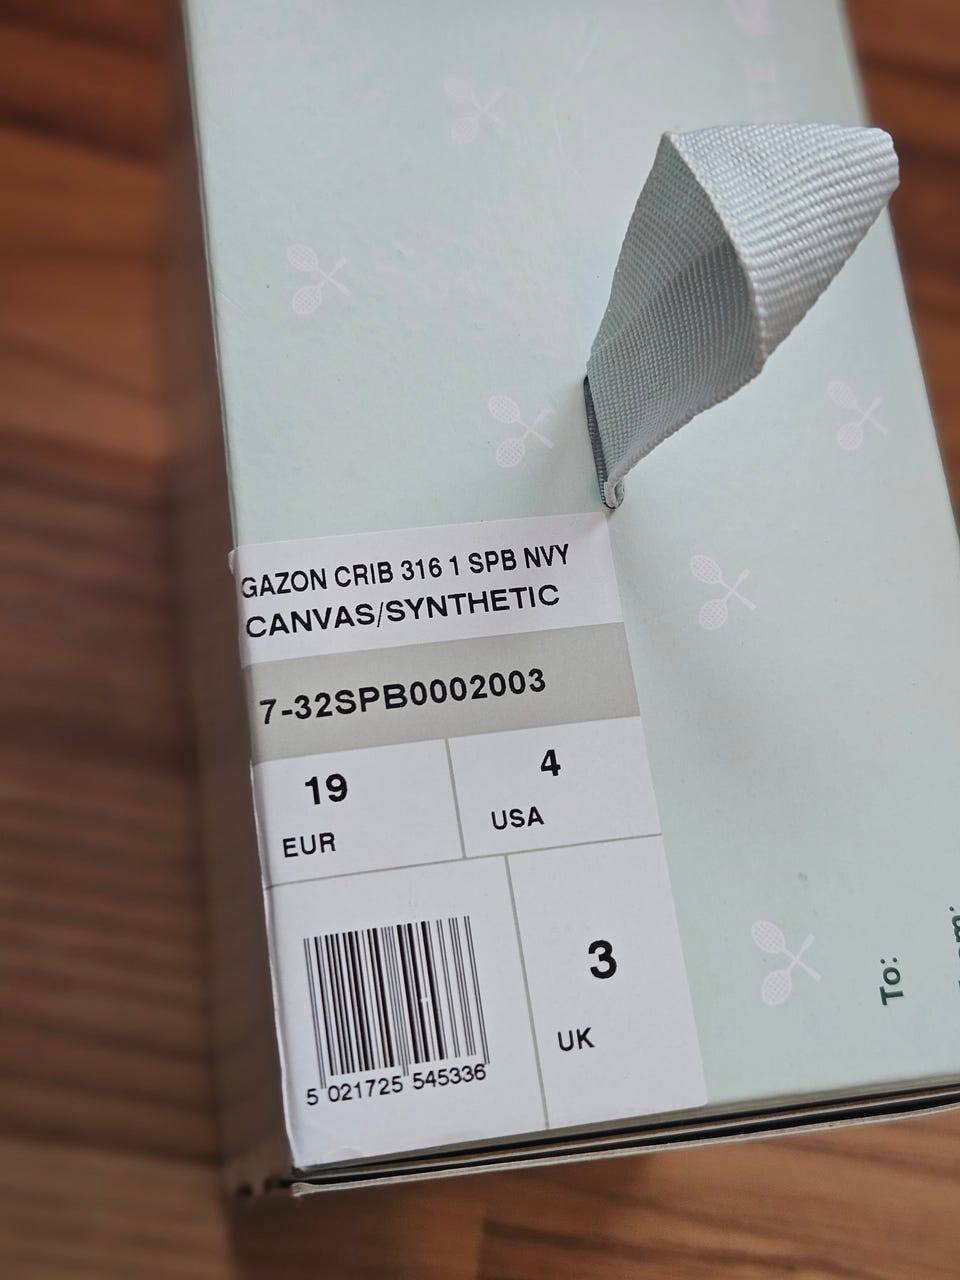 GAZON CRIB 316 1 SPB NVY
CANVAS/SYNTHETIC
7-32SPB0002003
19
EUR
4
USA
5 021725 545336
3
UK
To: